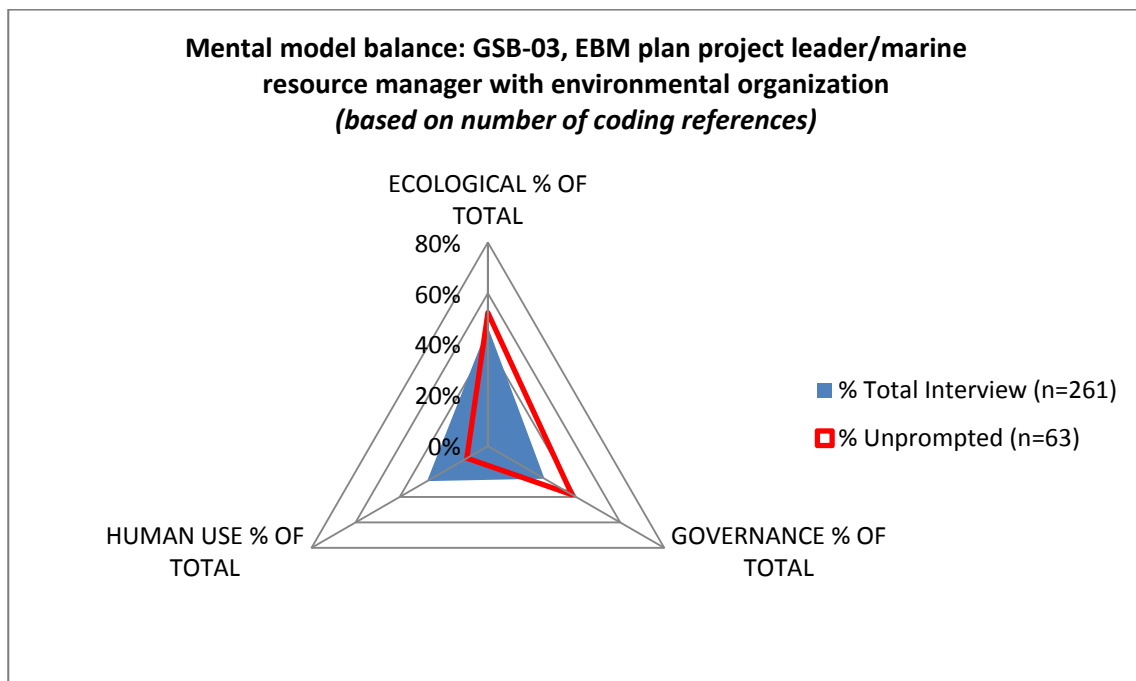 Mental model balance: GSB-03, EBM plan project leader/marine
resource manager with environmental organization
(based on number of coding references)
ECOLOGICAL % OF
TOTAL
80%
60%
40%
20%
0%
% Total Interview (n=261)
% Unprompted (n=63)
HUMAN USE % OF
TOTAL
GOVERNANCE % OF
TOTAL